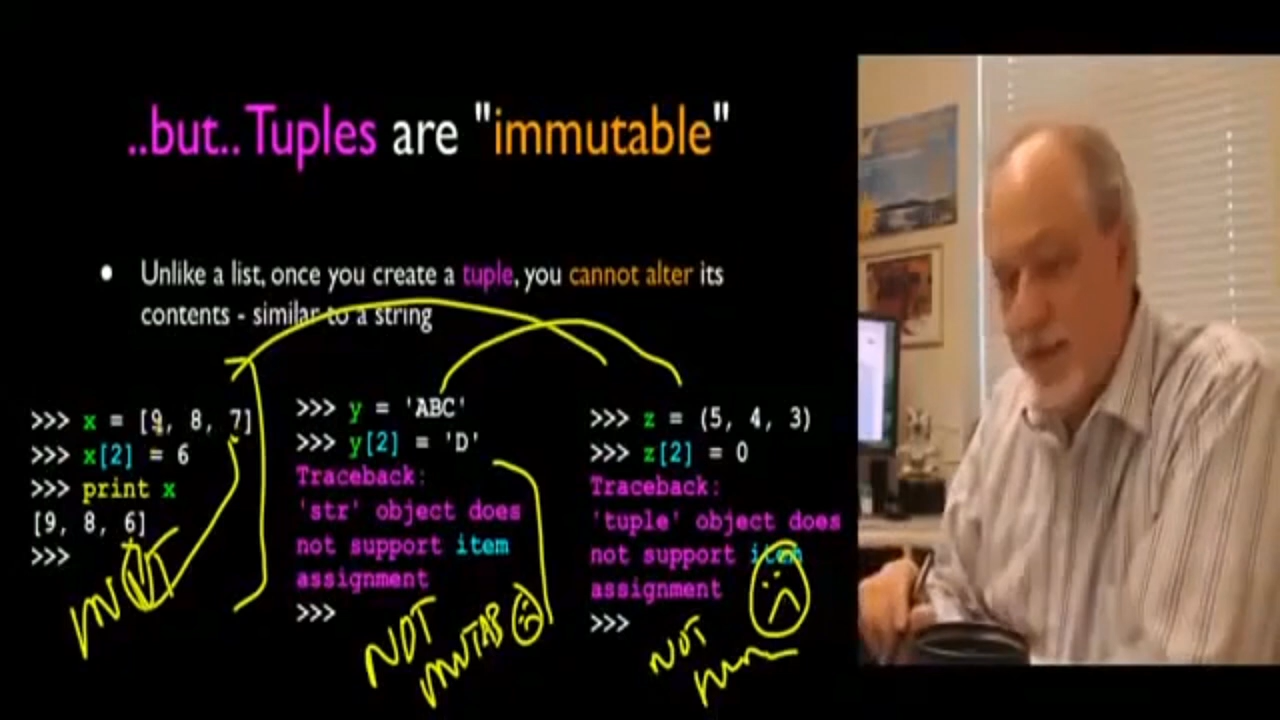 ..but.. Tuples are "immutable"
• Unlike a list, once you create a tuple, you cannot alter its
contents - similar to a string
>>> x = [9, 8, 7]
>>> x[2] = 6
>>> print x
[9, 8, 6]
>>>
>>> y = 'ABC'
>>> y[2] = 'D'
Traceback:
'str' object does
not support item
assignment
>>>
NOT
MUTAB
>>> z = (5, 4, 3)
>>> z[2] = 0
Traceback:
'tuple' object does
not support item
assignment
>>>
NOT